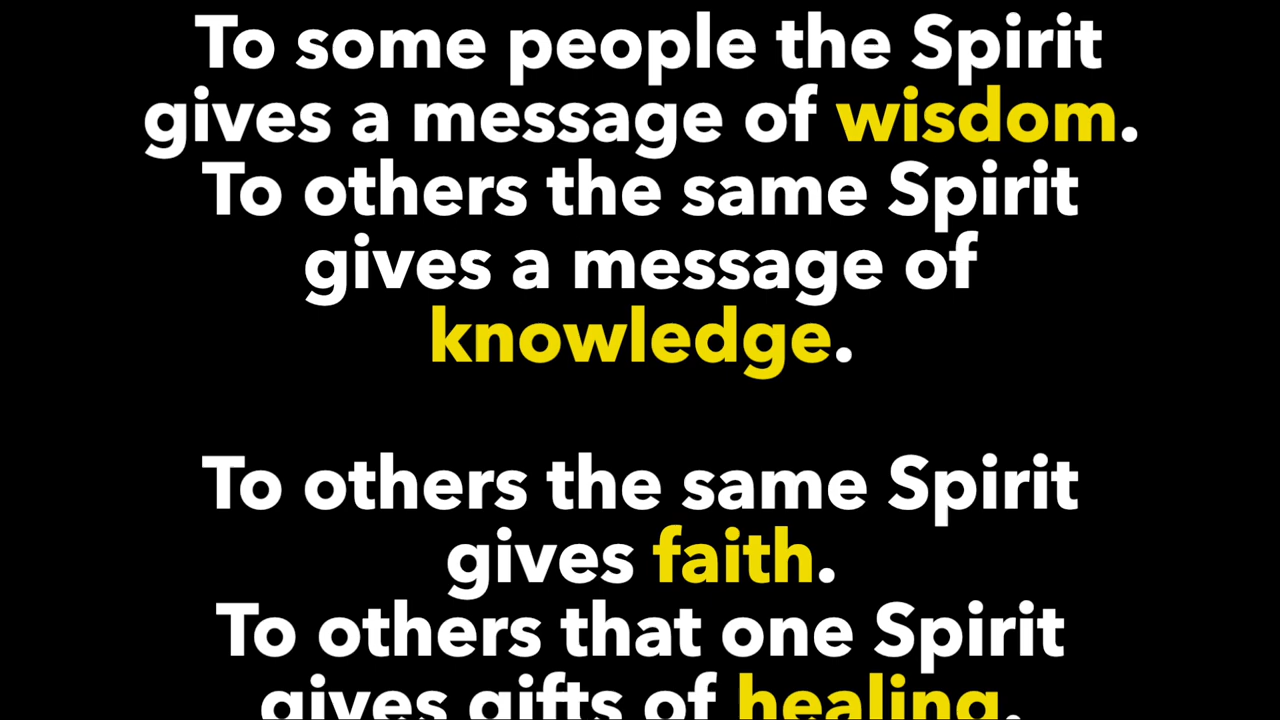 To some people the Spirit
gives a message of wisdom.
To others the same Spirit
gives a message of
knowledge.
To others the same Spirit
gives faith.
To others that one Spirit
gives gifts of healing.